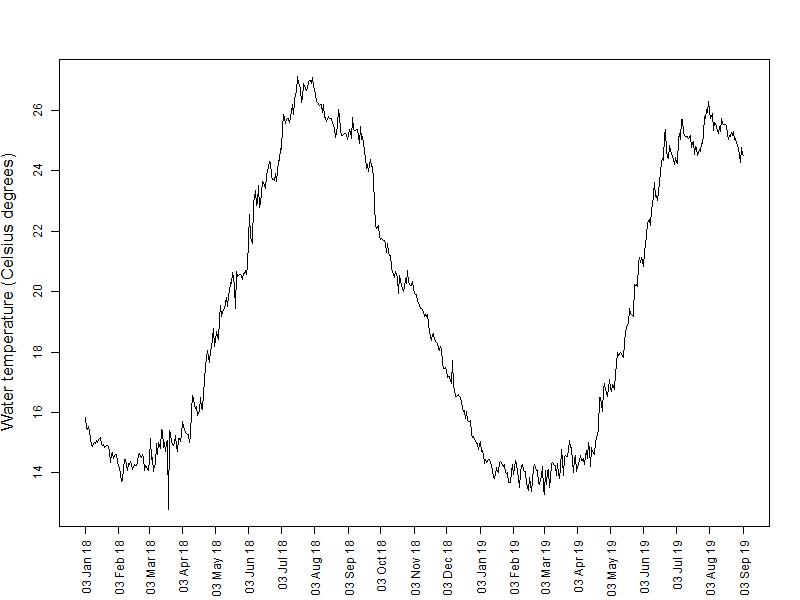 Water temperature (Celsius degrees)
26
24
22
20
18
16
14
03 Jan 18
03 Feb 18
03 Mar 18
03 Apr 18
03 May 18
03 Jun 18
03 Jul 18
03 Aug 18
03 Sep 18
03 Oct 18
03 Nov 18
03 Dec 18
03 Jan 19
03 Feb 19
03 Mar 19
03 Apr 19
03 May 19
03 Jun 19
03 Jul 19
03 Aug 19
03 Sep 19